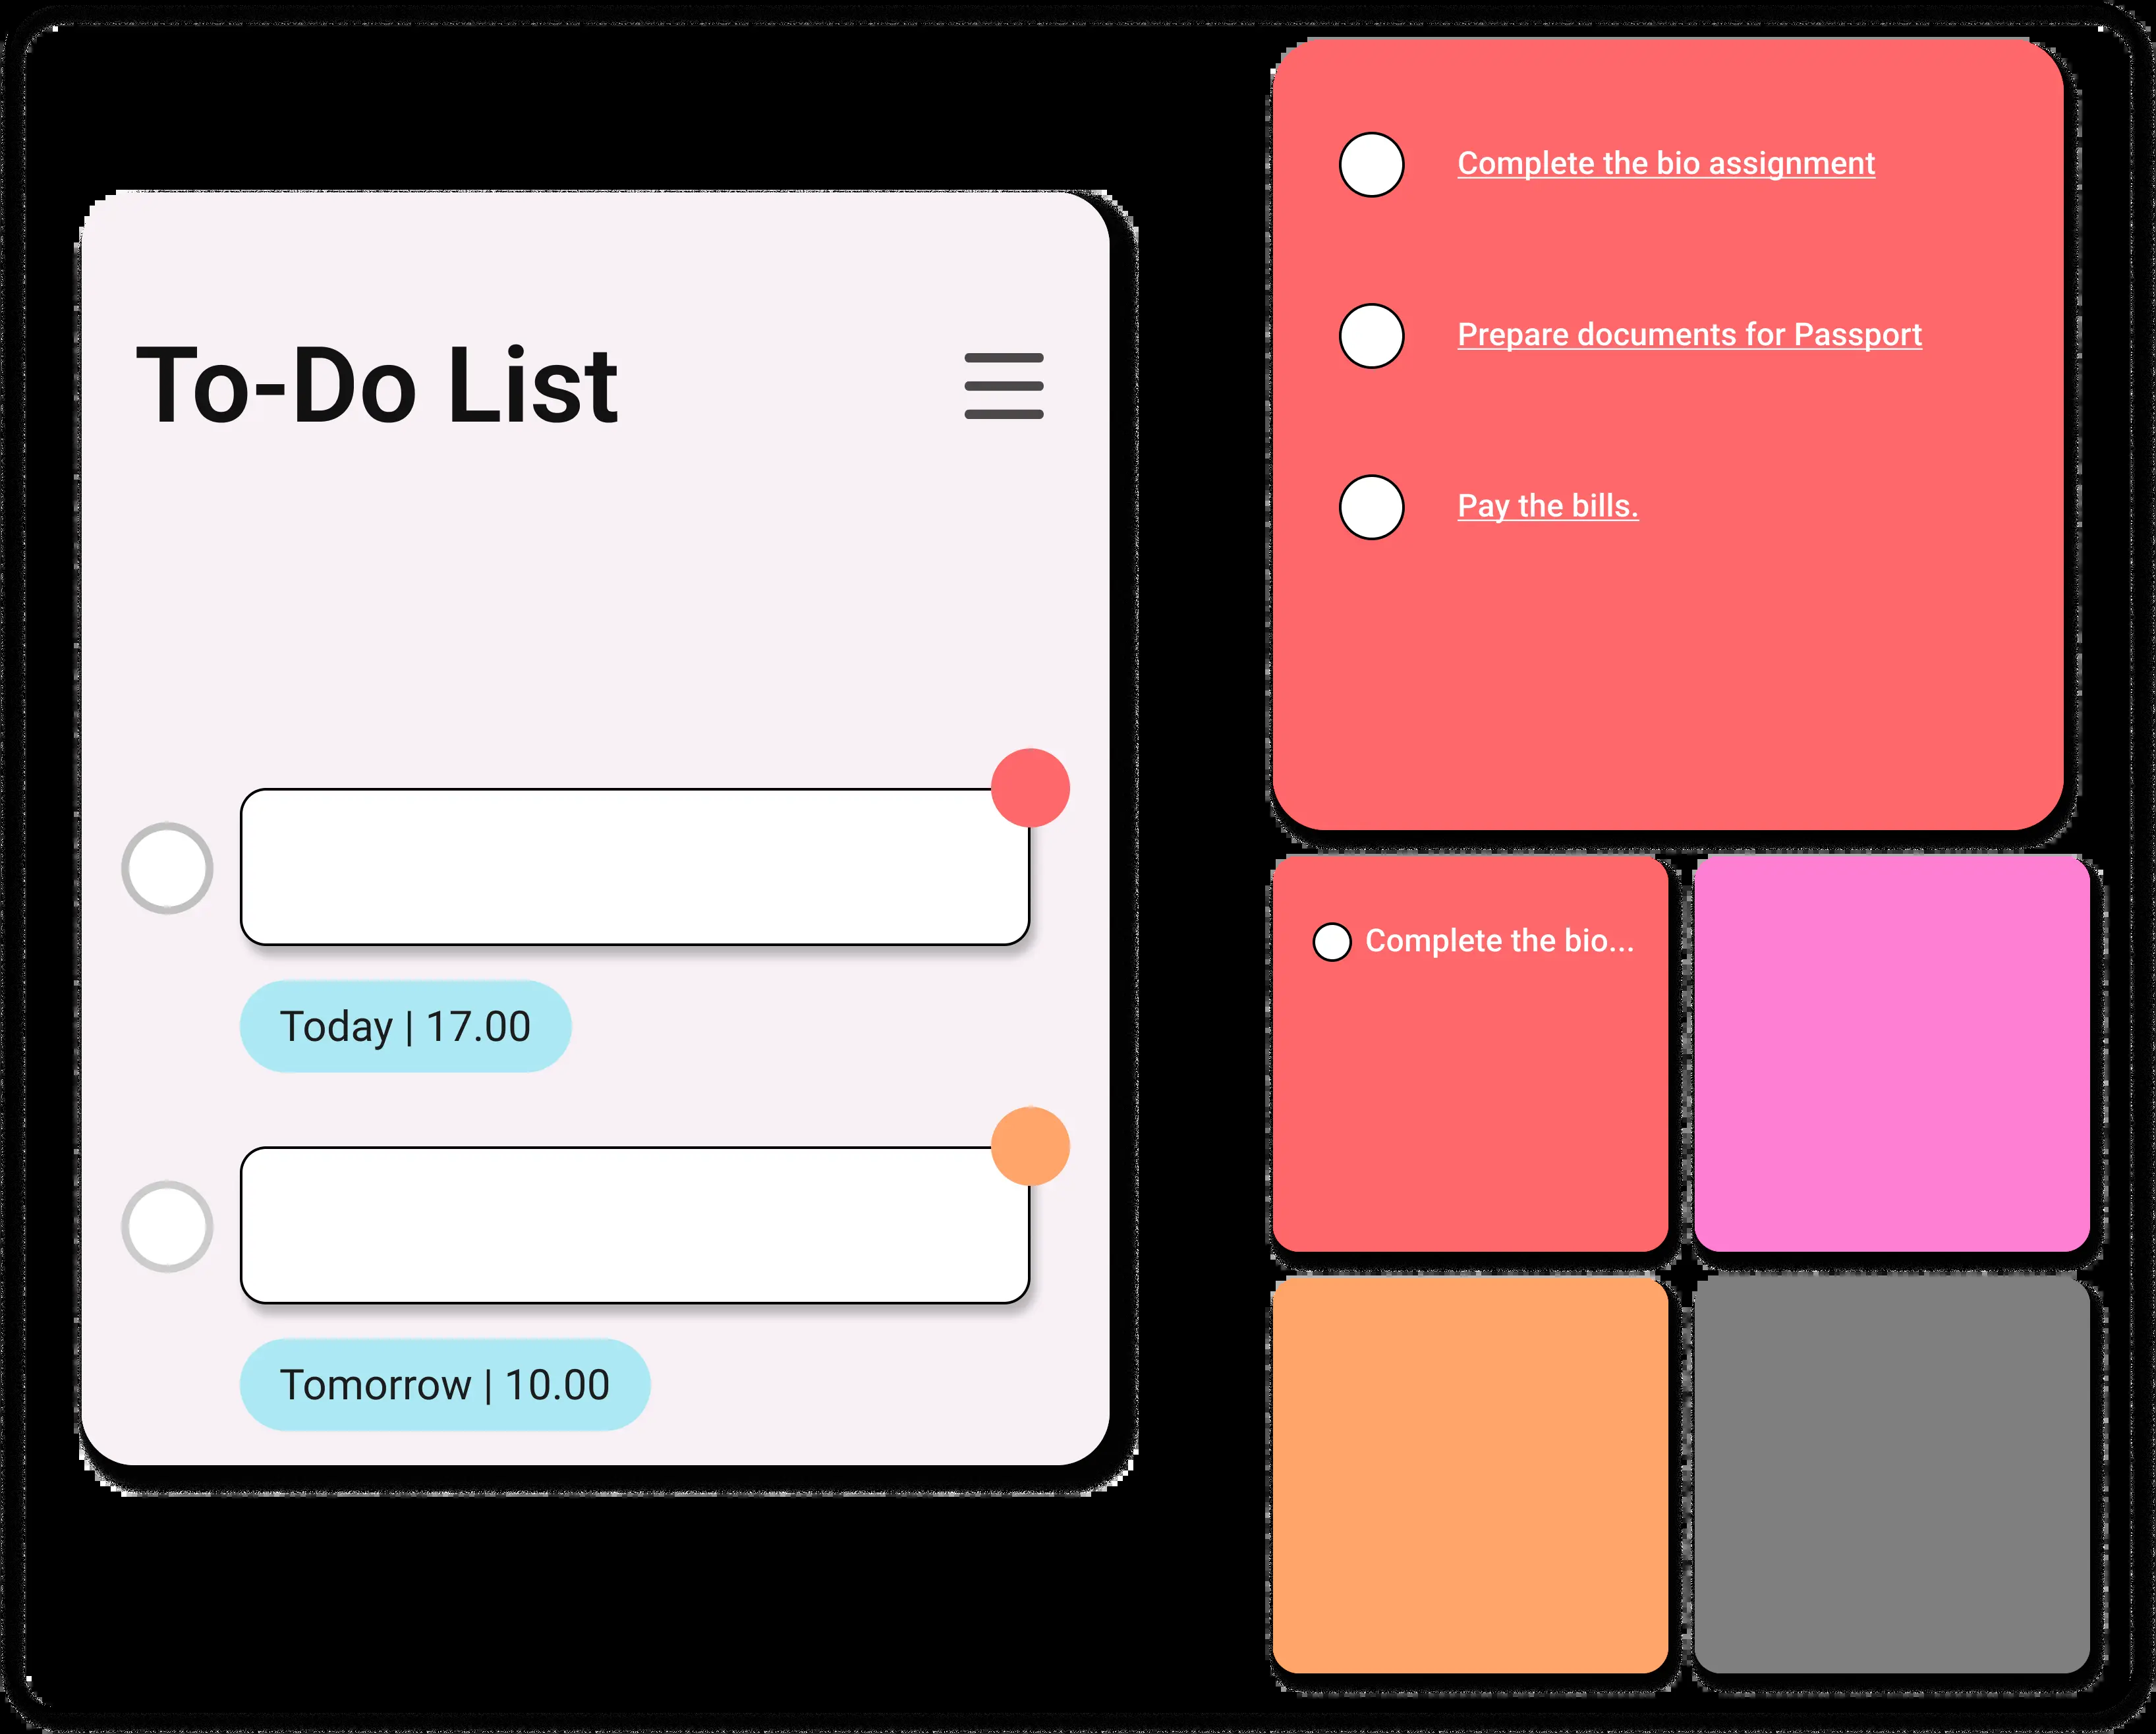 To-Do List
Today | 17.00
Tomorrow | 10.00
Complete the bio assignment
Prepare documents for Passport
Pay the bills.
Complete the bio...